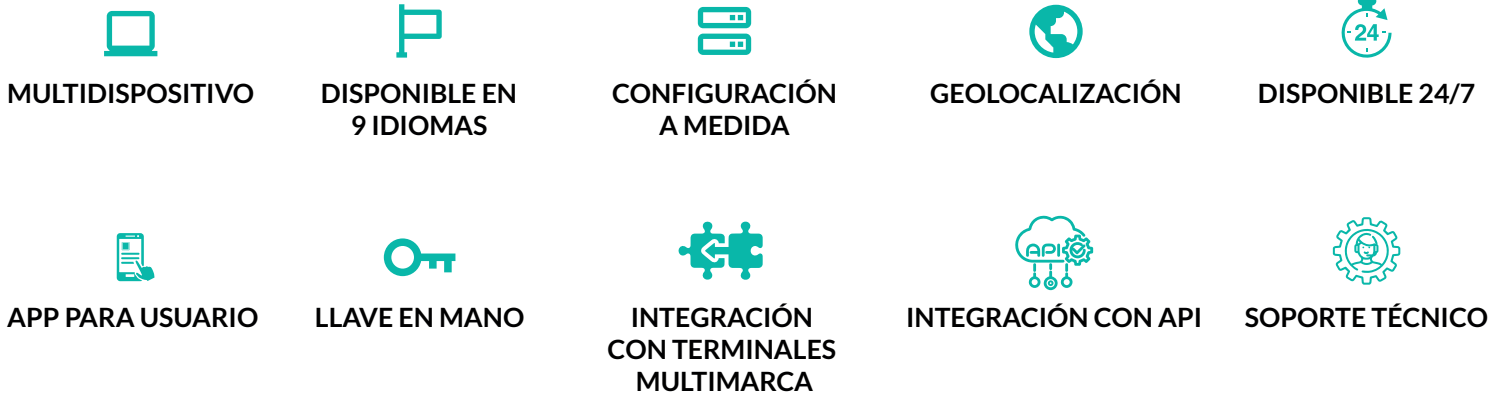 24
MULTIDISPOSITIVO
DISPONIBLE EN
9 IDIOMAS
CONFIGURACIÓN
A MEDIDA
GEOLOCALIZACIÓN
DISPONIBLE 24/7
API
APP PARA USUARIO
LLAVE EN MANO
INTEGRACIÓN
CON TERMINALES
MULTIMARCA
INTEGRACIÓN CON API
SOPORTE TÉCNICO